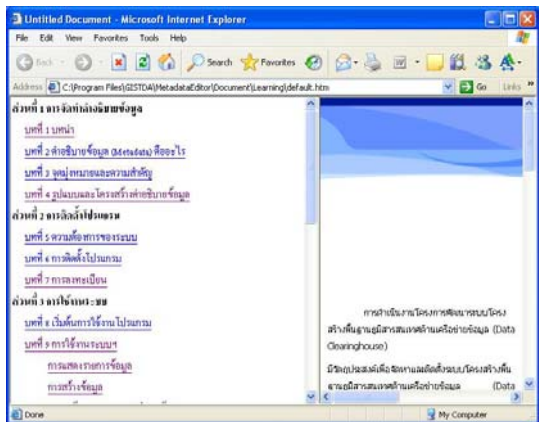 Untitled Document - Microsoft Internet Explorer
File Edit View Favorites Tools Help
Back Search Favorites
Address C:\Program Files\GISTDA\MetadataEditor\Document\Learning\default.htm Go Links
ส่วนที่ 1 การจัดทำคำอธิบายข้อมูล
บทที่ 1 บทนำ
บทที่ 2 คำอธิบายข้อมูล (Metadata) คืออะไร
บทที่ 3 จุดมุ่งหมายและความสำคัญ
บทที่ 4 รูปแบบและโครงสร้างคำอธิบายข้อมูล
ส่วนที่ 2 การติดตั้งโปรแกรม
บทที่ 5 ความต้องการของระบบ
บทที่ 6 การติดตั้งโปรแกรม
บทที่ 7 การลงทะเบียน
ส่วนที่ 3 การใช้งานระบบ
บทที่ 8 เริ่มต้นการใช้งานโปรแกรม
บทที่ 9 การใช้งานระบบฯ
การแสดงรายการข้อมูล
การสร้างข้อมูล
การดำเนินงานโครงการพัฒนาระบบโครง
สร้างพื้นฐานภูมิสารสนเทศด้านเครือข่ายข้อมูล (Data
Clearinghouse)
มีวัตถุประสงค์เพื่อจัดหาและติดตั้งระบบโครงสร้างพื้น
ฐานภูมิสารสนเทศด้านเครือข่ายข้อมูล (Data
Done My Computer